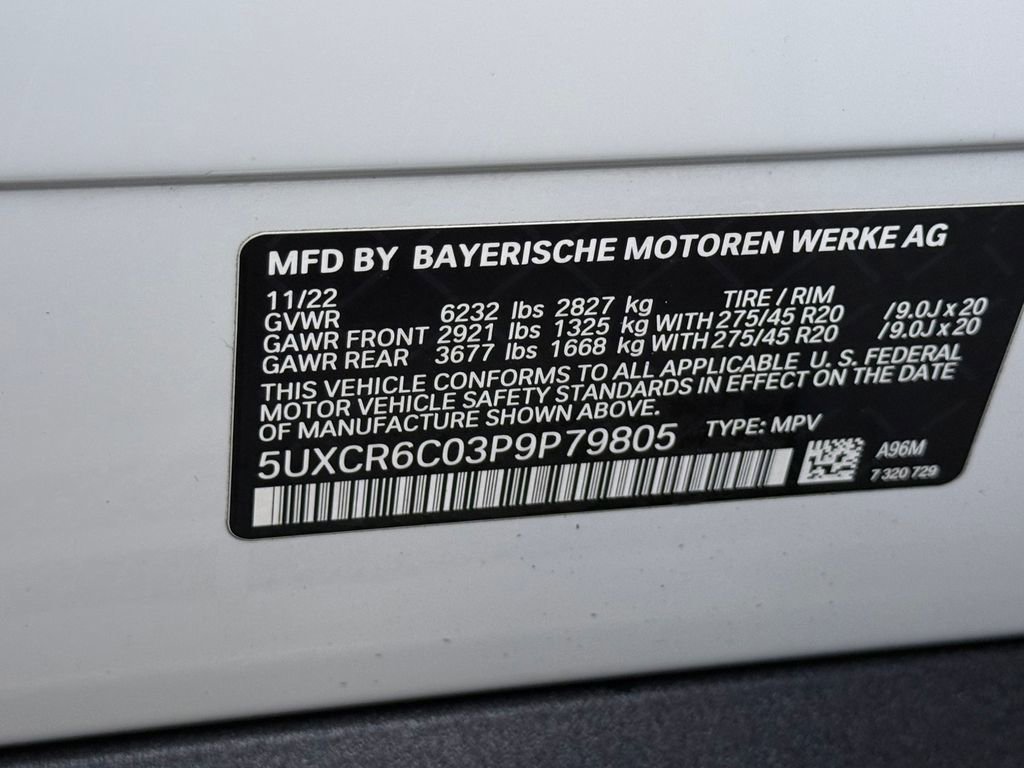 MFD BY BAYERISCHE MOTOREN WERKE AG
11/22 TIRE / RIM
GVWR 6232 lbs 2827 kg
GAWR FRONT 2921 lbs 1325 kg WITH 275/45 R20 /9.0J x 20
GAWR REAR 3677 lbs 1668 kg WITH 275/45 R20 /9.0J x 20
THIS VEHICLE CONFORMS TO ALL APPLICABLE U. S. FEDERAL
MOTOR VEHICLE SAFETY STANDARDS IN EFFECT ON THE DATE
OF MANUFACTURE SHOWN ABOVE.
5UXCR6C03P9P79805 TYPE: MPV
A96M
7 320 729